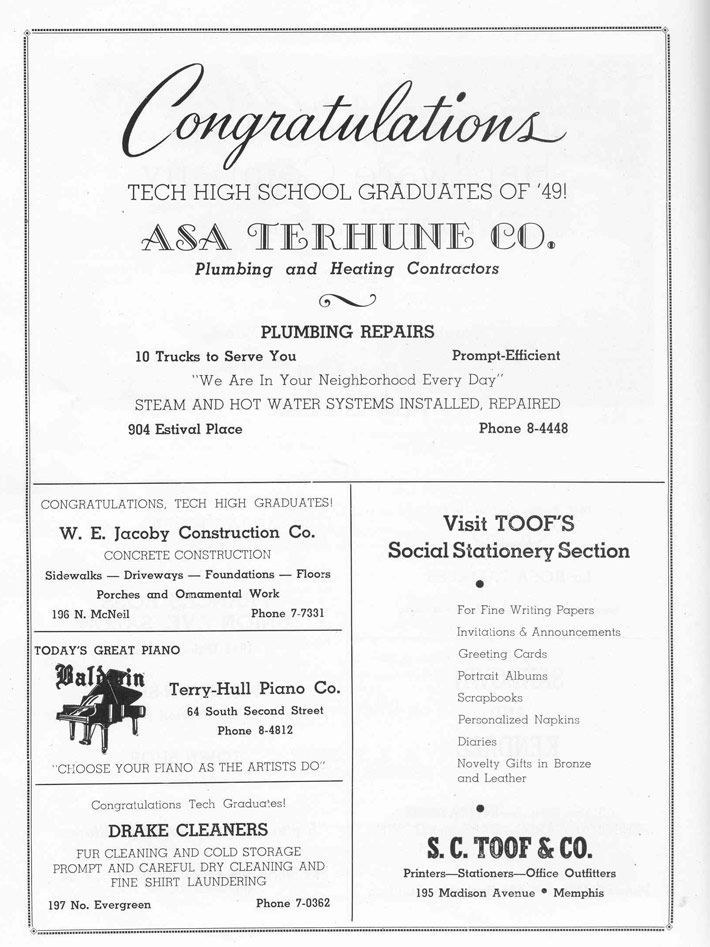 Congratulations
TECH HIGH SCHOOL GRADUATES OF '49!
ASA TERHUNE CO.
Plumbing and Heating Contractors
PLUMBING REPAIRS
10 Trucks to Serve You Prompt-Efficient
"We Are In Your Neighborhood Every Day"
STEAM AND HOT WATER SYSTEMS INSTALLED, REPAIRED
904 Estival Place Phone 8-4448
CONGRATULATIONS, TECH HIGH GRADUATES!
W. E. Jacoby Construction Co.
CONCRETE CONSTRUCTION
Sidewalks — Driveways — Foundations — Floors
Porches and Ornamental Work
196 N. McNeil Phone 7-7331
TODAY'S GREAT PIANO
Baldwin
Terry-Hull Piano Co.
64 South Second Street
Phone 8-4812
"CHOOSE YOUR PIANO AS THE ARTISTS DO"
Congratulations Tech Graduates!
DRAKE CLEANERS
FUR CLEANING AND COLD STORAGE
PROMPT AND CAREFUL DRY CLEANING AND
FINE SHIRT LAUNDERING
197 No. Evergreen Phone 7-0362
Visit TOOF'S
Social Stationery Section
For Fine Writing Papers
Invitations & Announcements
Greeting Cards
Portrait Albums
Scrapbooks
Personalized Napkins
Diaries
Novelty Gifts in Bronze
and Leather
S. C. TOOF & CO.
Printers—Stationers—Office Outfitters
195 Madison Avenue • Memphis